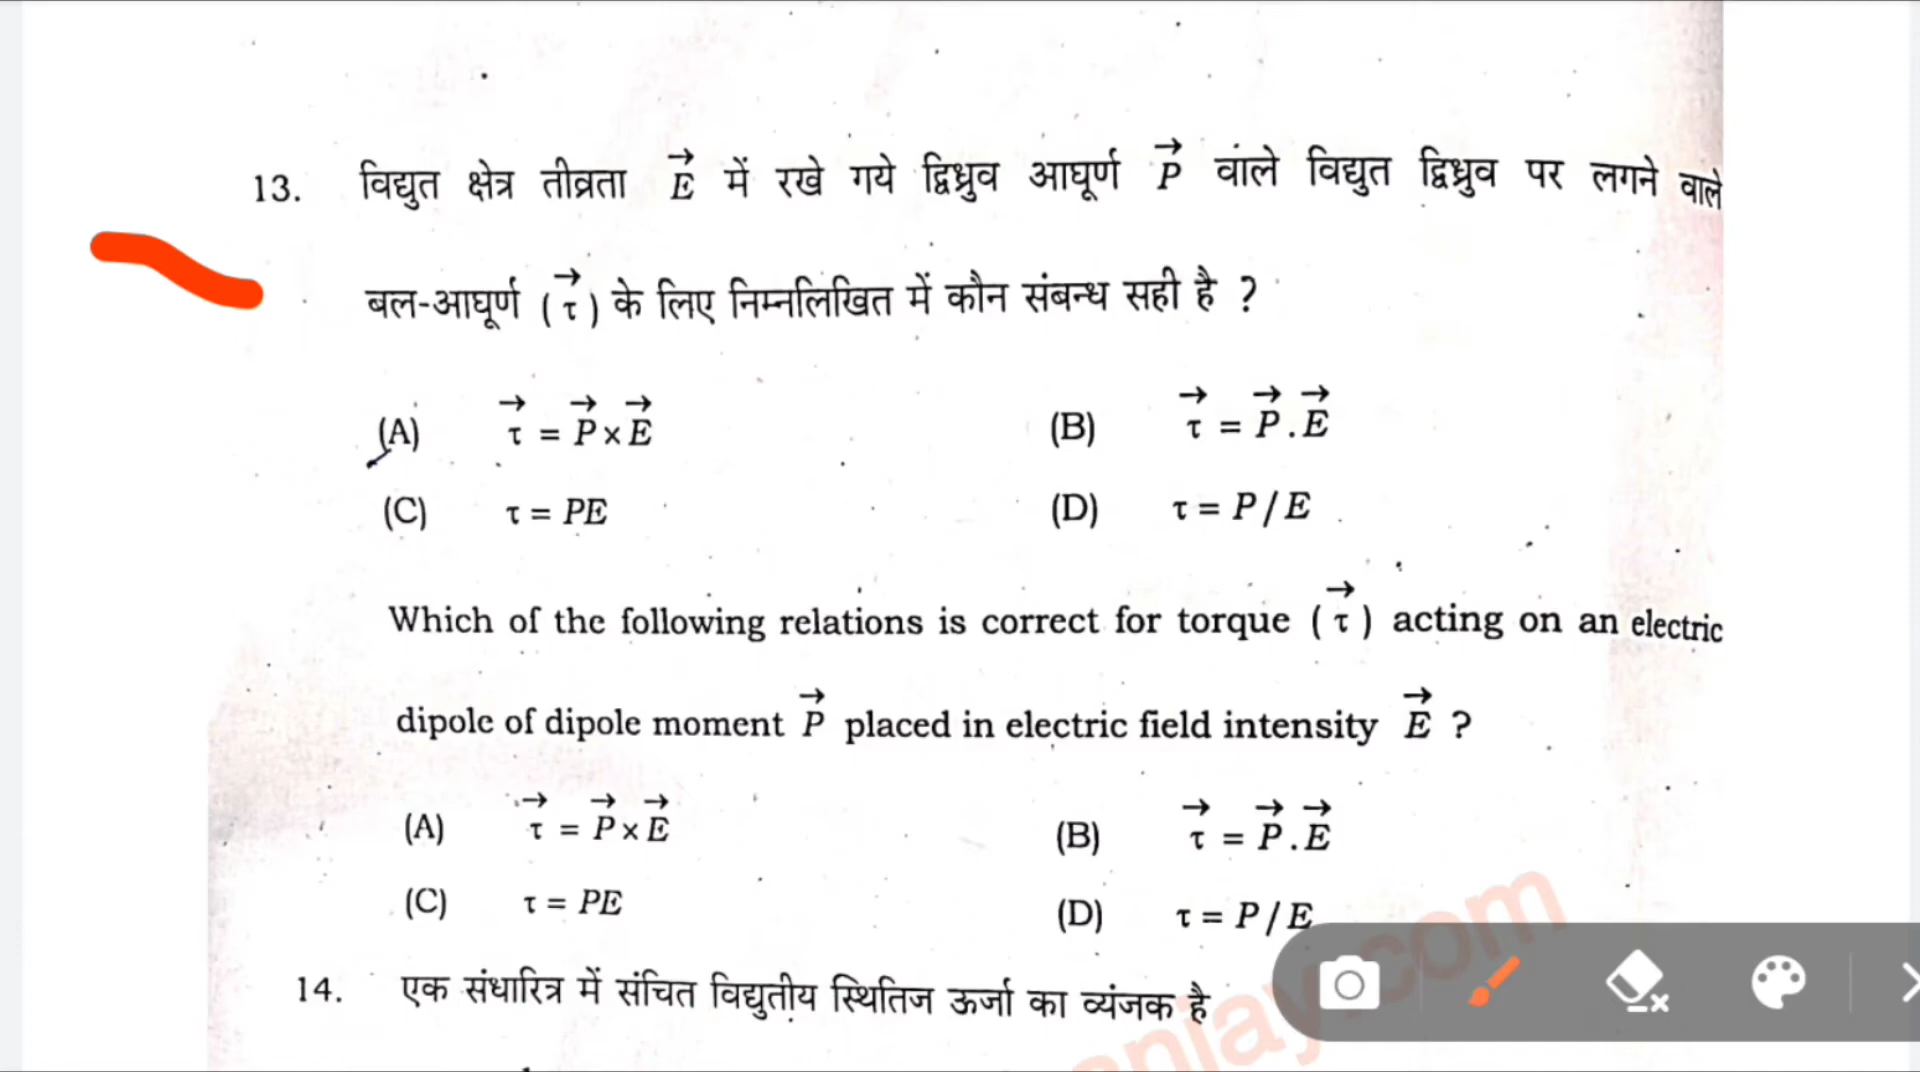 13. विद्युत क्षेत्र तीव्रता →E में रखे गये द्विध्रुव आघूर्ण →P वाले विद्युत द्विध्रुव पर लगने वाले
बल-आघूर्ण (→τ) के लिए निम्नलिखित में कौन संबन्ध सही है ?
(A) →τ = →P × →E (B) →τ = →P . →E
(C) τ = PE (D) τ = P / E
Which of the following relations is correct for torque (→τ) acting on an electric
dipole of dipole moment →P placed in electric field intensity →E ?
(A) →τ = →P × →E (B) →τ = →P . →E
(C) τ = PE (D) τ = P / E
14. एक संधारित्र में संचित विद्युतीय स्थितिज ऊर्जा का व्यंजक है